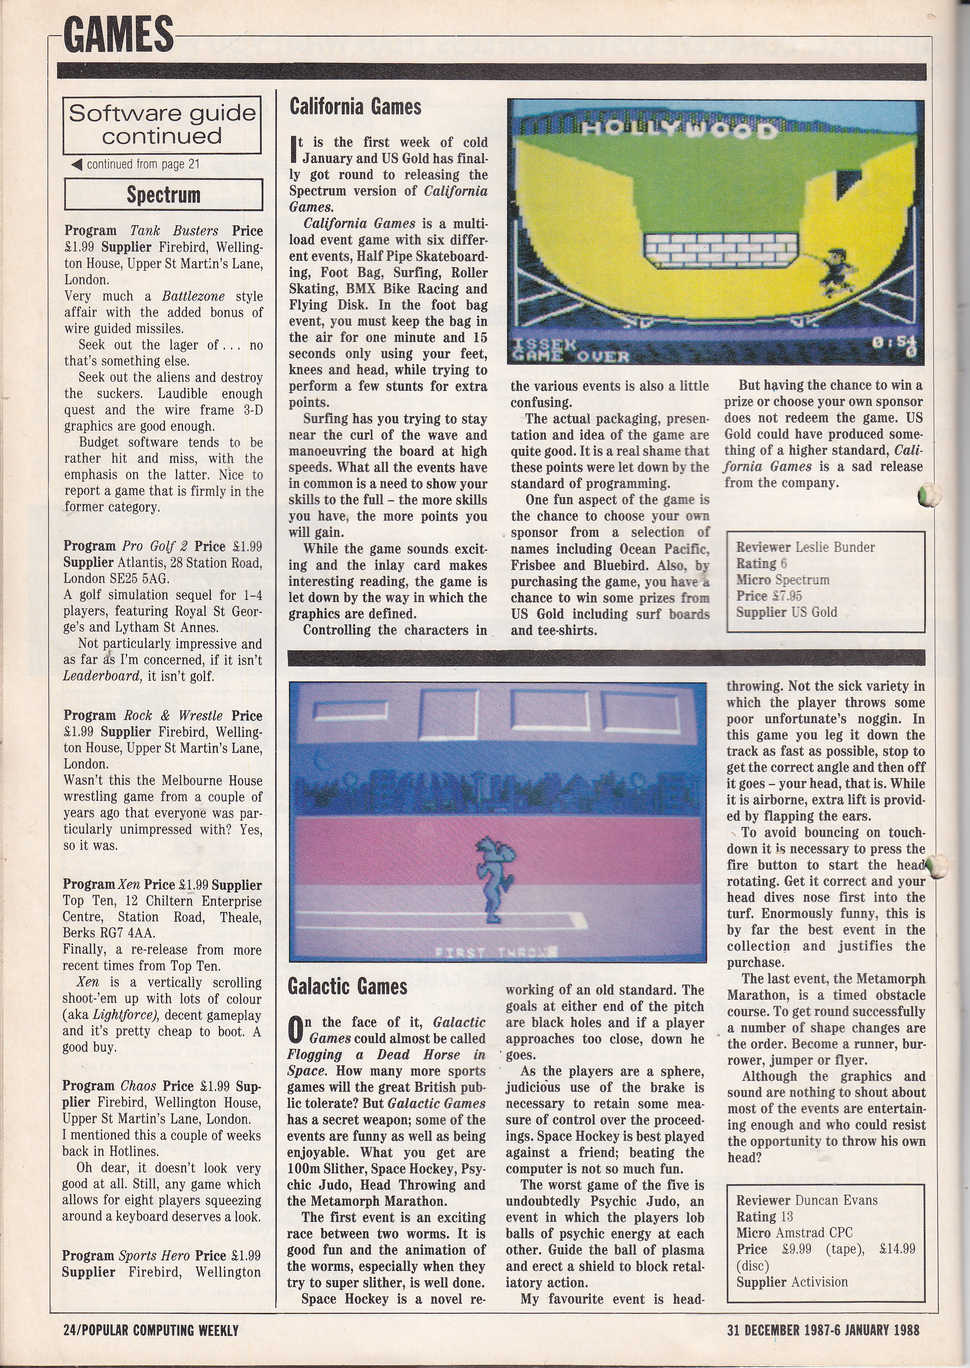 GAMES
Software guide
continued
continued from page 21
Spectrum
Program Tank Busters Price
£1.99 Supplier Firebird, Welling-
ton House, Upper St Martin's Lane,
London.
Very much a Battlezone style
affair with the added bonus of
wire guided missiles.
Seek out the lager of... no
that's something else.
Seek out the aliens and destroy
the suckers. Laudible enough
quest and the wire frame 3-D
graphics are good enough.
Budget software tends to be
rather hit and miss, with the
emphasis on the latter. Nice to
report a game that is firmly in the
former category.
Program Pro Golf 2 Price £1.99
Supplier Atlantis, 28 Station Road,
London SE25 5AG.
A golf simulation sequel for 1-4
players, featuring Royal St Geor-
ge's and Lytham St Annes.
Not particularly impressive and
as far as I'm concerned, if it isn't
Leaderboard, it isn't golf.
Program Rock & Wrestle Price
£1.99 Supplier Firebird, Welling-
ton House, Upper St Martin's Lane,
London.
Wasn't this the Melbourne House
wrestling game from a couple of
years ago that everyone was par-
ticularly unimpressed with? Yes,
so it was.
Program Xen Price £1.99 Supplier
Top Ten, 12 Chiltern Enterprise
Centre, Station Road, Theale,
Berks RG7 4AA.
Finally, a re-release from more
recent times from Top Ten.
Xen is a vertically scrolling
shoot-'em up with lots of colour
(aka Lightforce), decent gameplay
and it's pretty cheap to boot. A
good buy.
Program Chaos Price £1.99 Sup-
plier Firebird, Wellington House,
Upper St Martin's Lane, London.
I mentioned this a couple of weeks
back in Hotlines.
Oh dear, it doesn't look very
good at all. Still, any game which
allows for eight players squeezing
around a keyboard deserves a look.
Program Sports Hero Price £1.99
Supplier Firebird, Wellington
California Games
It is the first week of cold
January and US Gold has final-
ly got round to releasing the
Spectrum version of California
Games.
California Games is a multi-
load event game with six differ-
ent events, Half Pipe Skateboard-
ing, Foot Bag, Surfing, Roller
Skating, BMX Bike Racing and
Flying Disk. In the foot bag
event, you must keep the bag in
the air for one minute and 15
seconds only using your feet,
knees and head, while trying to
perform a few stunts for extra
points.
Surfing has you trying to stay
near the curl of the wave and
manoeuvring the board at high
speeds. What all the events have
in common is a need to show your
skills to the full – the more skills
you have, the more points you
will gain.
While the game sounds excit-
ing and the inlay card makes
interesting reading, the game is
let down by the way in which the
graphics are defined.
Controlling the characters in
HOLLYWOOD
ISSEK
GAME OVER
0:54
0
the various events is also a little
confusing.
The actual packaging, presen-
tation and idea of the game are
quite good. It is a real shame that
these points were let down by the
standard of programming.
One fun aspect of the game is
the chance to choose your own
sponsor from a selection of
names including Ocean Pacific,
Frisbee and Bluebird. Also, by
purchasing the game, you have a
chance to win some prizes from
US Gold including surf boards
and tee-shirts.
But having the chance to win a
prize or choose your own sponsor
does not redeem the game. US
Gold could have produced some-
thing of a higher standard, Cali-
fornia Games is a sad release
from the company.
Reviewer Leslie Bunder
Rating 6
Micro Spectrum
Price £7.95
Supplier US Gold
FIRST THROW
Galactic Games
On the face of it, Galactic
Games could almost be called
Flogging a Dead Horse in
Space. How many more sports
games will the great British pub-
lic tolerate? But Galactic Games
has a secret weapon; some of the
events are funny as well as being
enjoyable. What you get are
100m Slither, Space Hockey, Psy-
chic Judo, Head Throwing and
the Metamorph Marathon.
The first event is an exciting
race between two worms. It is
good fun and the animation of
the worms, especially when they
try to super slither, is well done.
Space Hockey is a novel re-
working of an old standard. The
goals at either end of the pitch
are black holes and if a player
approaches too close, down he
goes.
As the players are a sphere,
judicious use of the brake is
necessary to retain some mea-
sure of control over the proceed-
ings. Space Hockey is best played
against a friend; beating the
computer is not so much fun.
The worst game of the five is
undoubtedly Psychic Judo, an
event in which the players lob
balls of psychic energy at each
other. Guide the ball of plasma
and erect a shield to block retal-
iatory action.
My favourite event is head-
throwing. Not the sick variety in
which the player throws some
poor unfortunate's noggin. In
this game you leg it down the
track as fast as possible, stop to
get the correct angle and then off
it goes – your head, that is. While
it is airborne, extra lift is provid-
ed by flapping the ears.
To avoid bouncing on touch-
down it is necessary to press the
fire button to start the head
rotating. Get it correct and your
head dives nose first into the
turf. Enormously funny, this is
by far the best event in the
collection and justifies the
purchase.
The last event, the Metamorph
Marathon, is a timed obstacle
course. To get round successfully
a number of shape changes are
the order. Become a runner, bur-
rower, jumper or flyer.
Although the graphics and
sound are nothing to shout about
most of the events are entertain-
ing enough and who could resist
the opportunity to throw his own
head?
Reviewer Duncan Evans
Rating 13
Micro Amstrad CPC
Price £9.99 (tape), £14.99
(disc)
Supplier Activision
24/POPULAR COMPUTING WEEKLY
31 DECEMBER 1987-6 JANUARY 1988